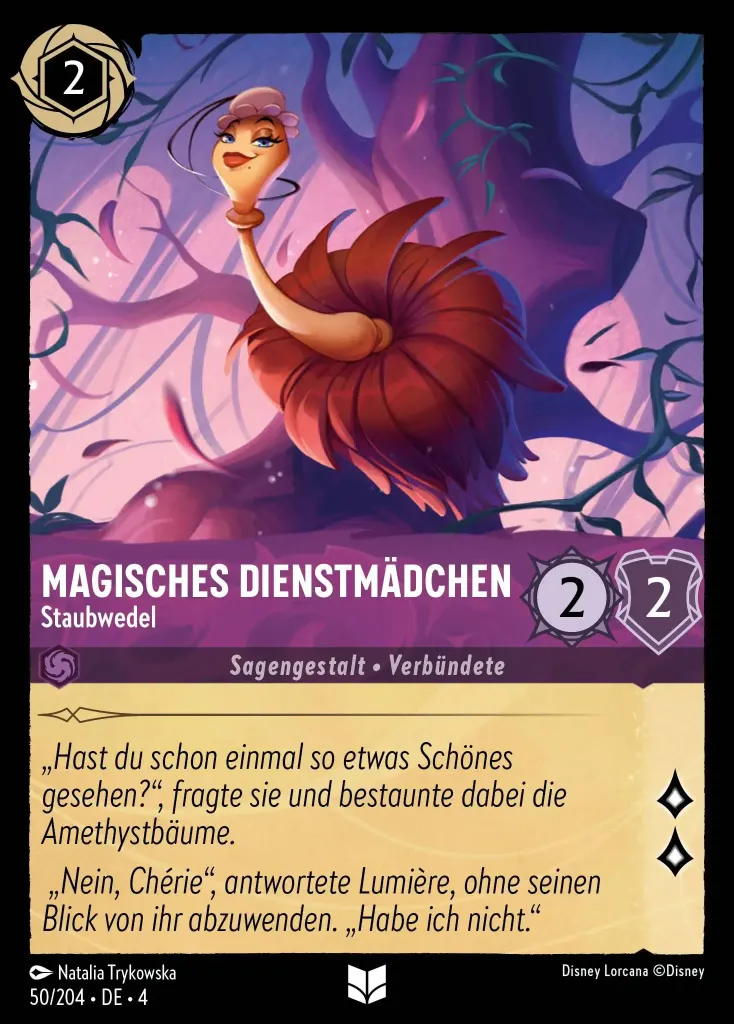 2
MAGISCHES DIENSTMÄDCHEN
Staubwedel
2
2
Sagengestalt • Verbündete
„Hast du schon einmal so etwas Schönes
gesehen?“, fragte sie und bestaunte dabei die
Amethystbäume.
„Nein, Chérie“, antwortete Lumière, ohne seinen
Blick von ihr abzuwenden. „Habe ich nicht.“
Natalia Trykowska
Disney Lorcana ©Disney
50/204 • DE • 4